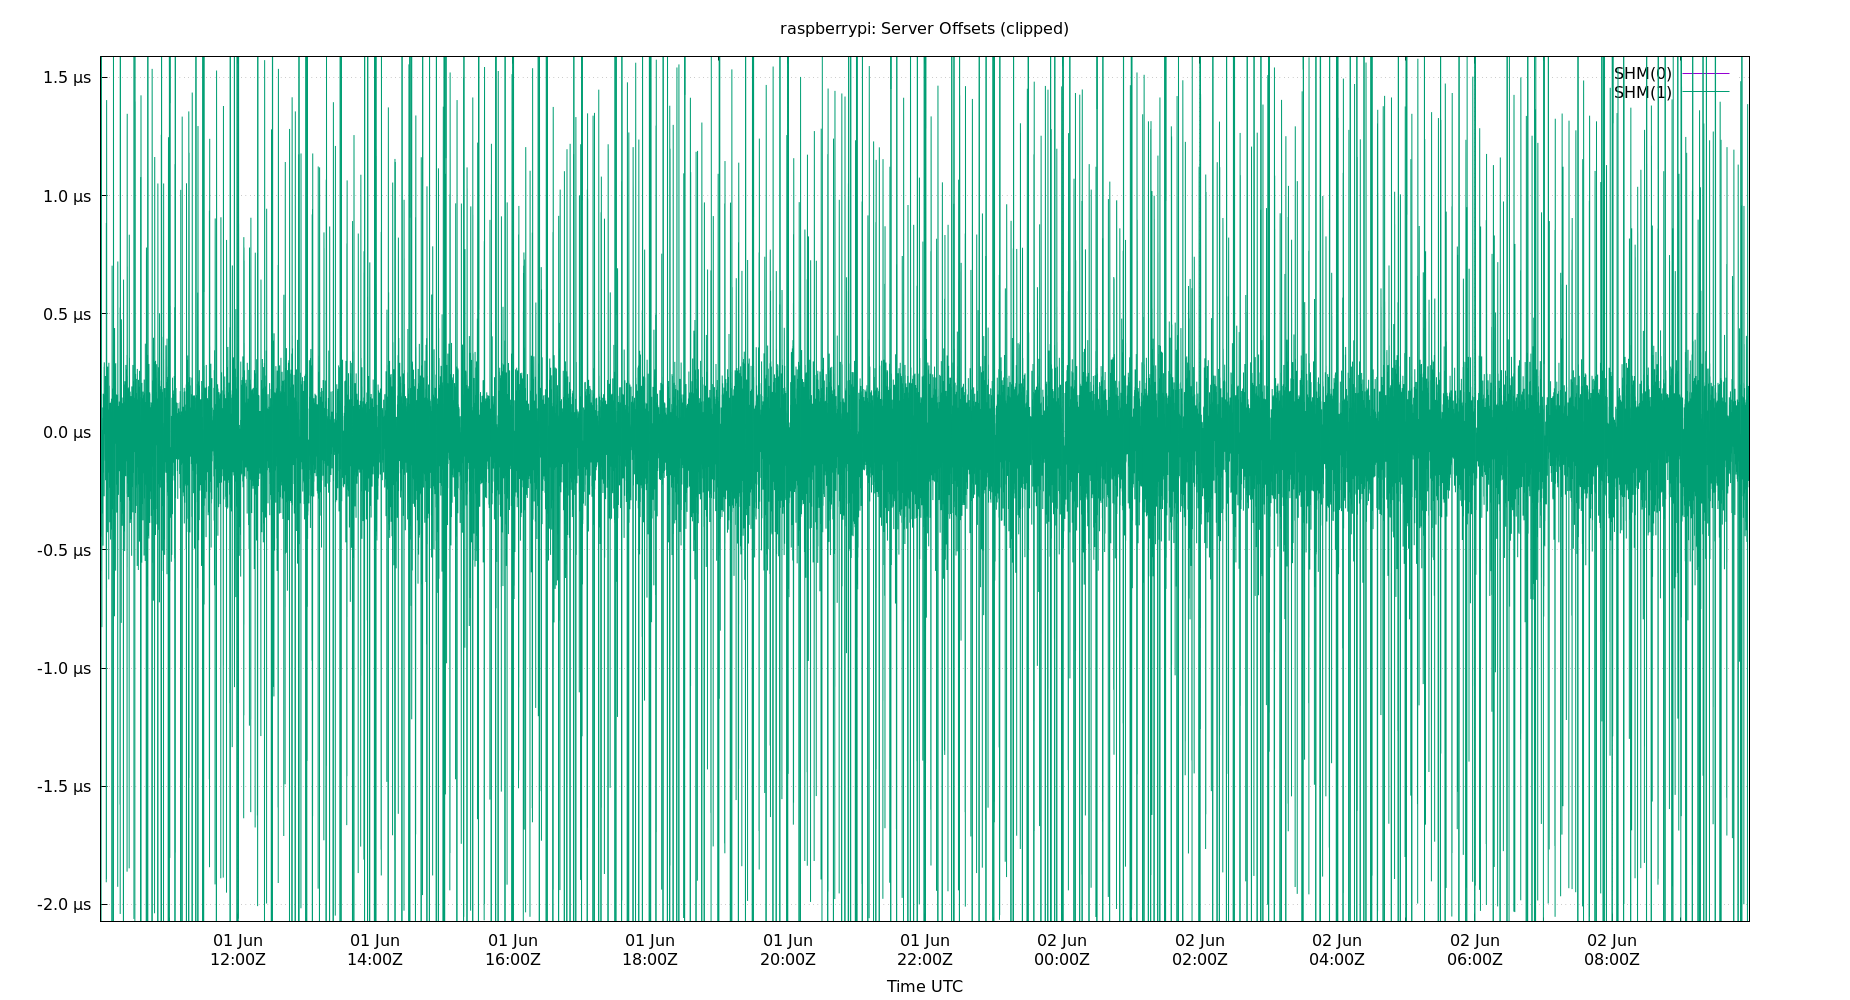 raspberrypi: Server Offsets (clipped)
1.5 µs
1.0 µs
0.5 µs
0.0 µs
-0.5 µs
-1.0 µs
-1.5 µs
-2.0 µs
SHM(0)
SHM(1)
01 Jun
12:00Z
01 Jun
14:00Z
01 Jun
16:00Z
01 Jun
18:00Z
01 Jun
20:00Z
01 Jun
22:00Z
02 Jun
00:00Z
02 Jun
02:00Z
02 Jun
04:00Z
02 Jun
06:00Z
02 Jun
08:00Z
Time UTC